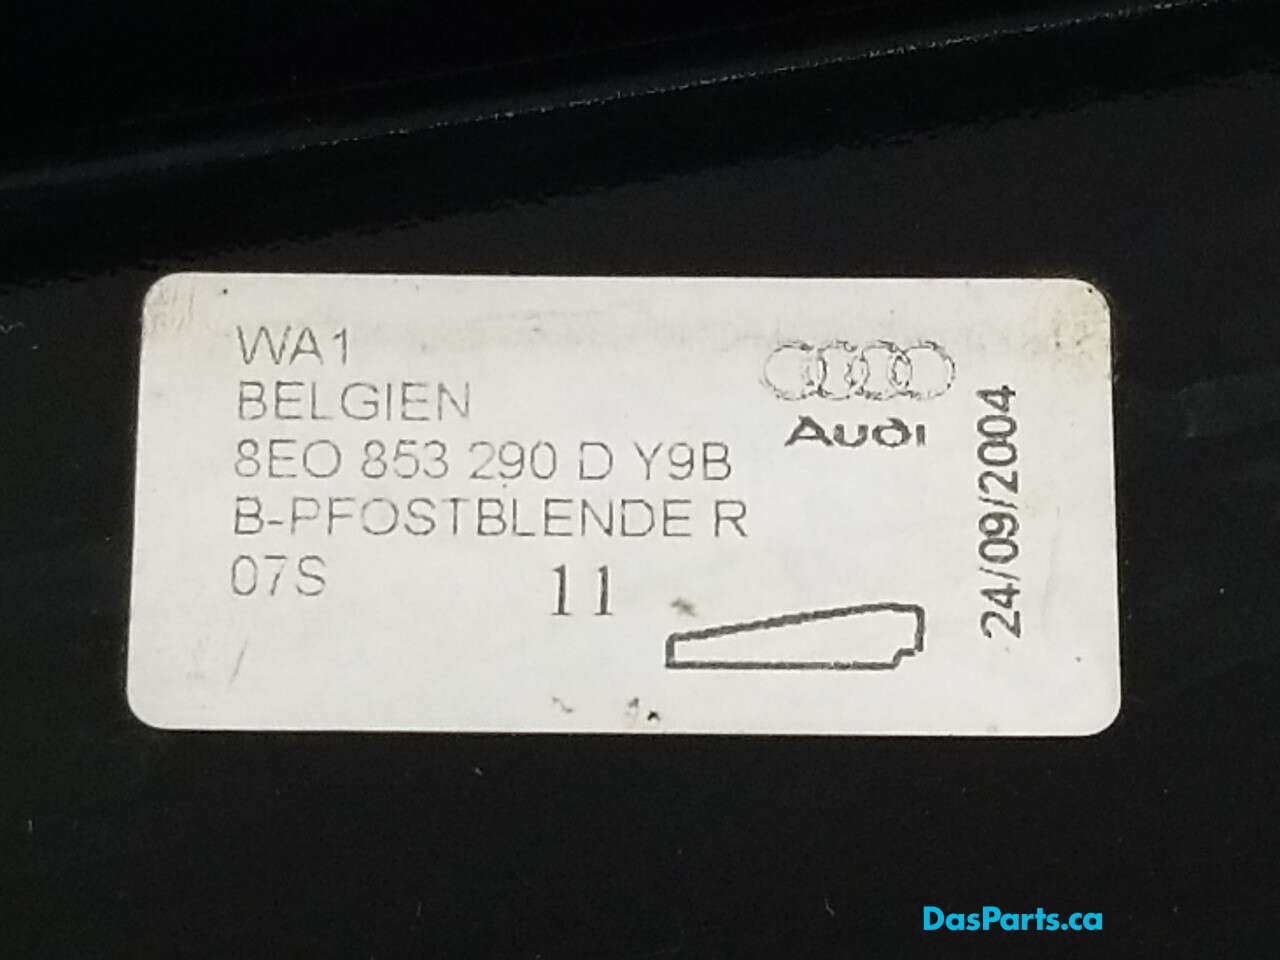 WA1
BELGIEN
8E0 853 290 D Y9B
B-PFOSTBLENDE R
07S
11
Audi
24/09/2004
DasParts.ca